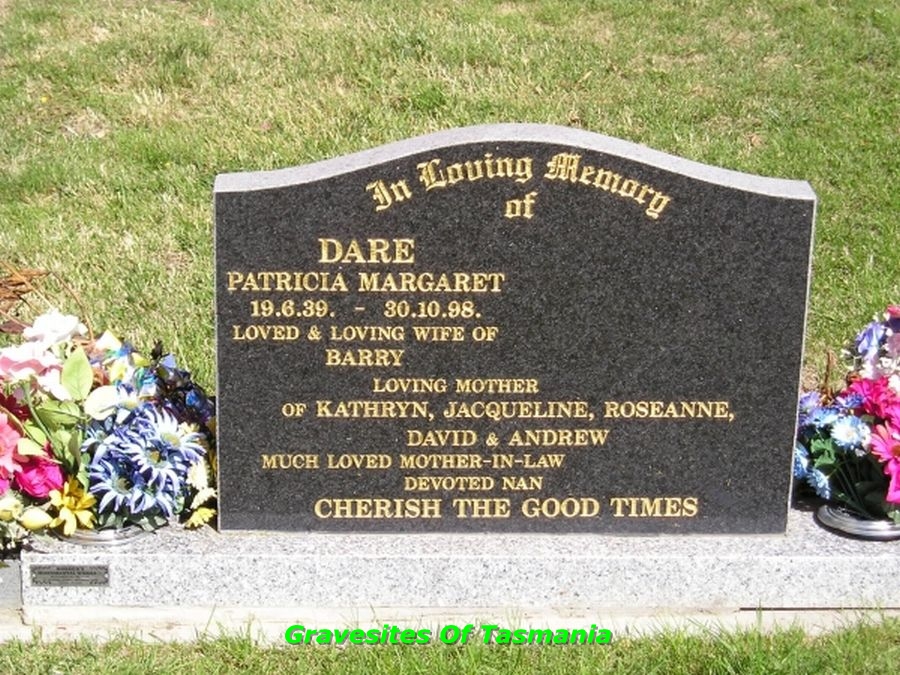 In Loving Memory
of
DARE
PATRICIA MARGARET
19.6.39. - 30.10.98.
LOVED & LOVING WIFE OF
BARRY
LOVING MOTHER
OF KATHRYN, JACQUELINE, ROSEANNE,
DAVID & ANDREW
MUCH LOVED MOTHER-IN-LAW
DEVOTED NAN
CHERISH THE GOOD TIMES
Gravesites Of Tasmania